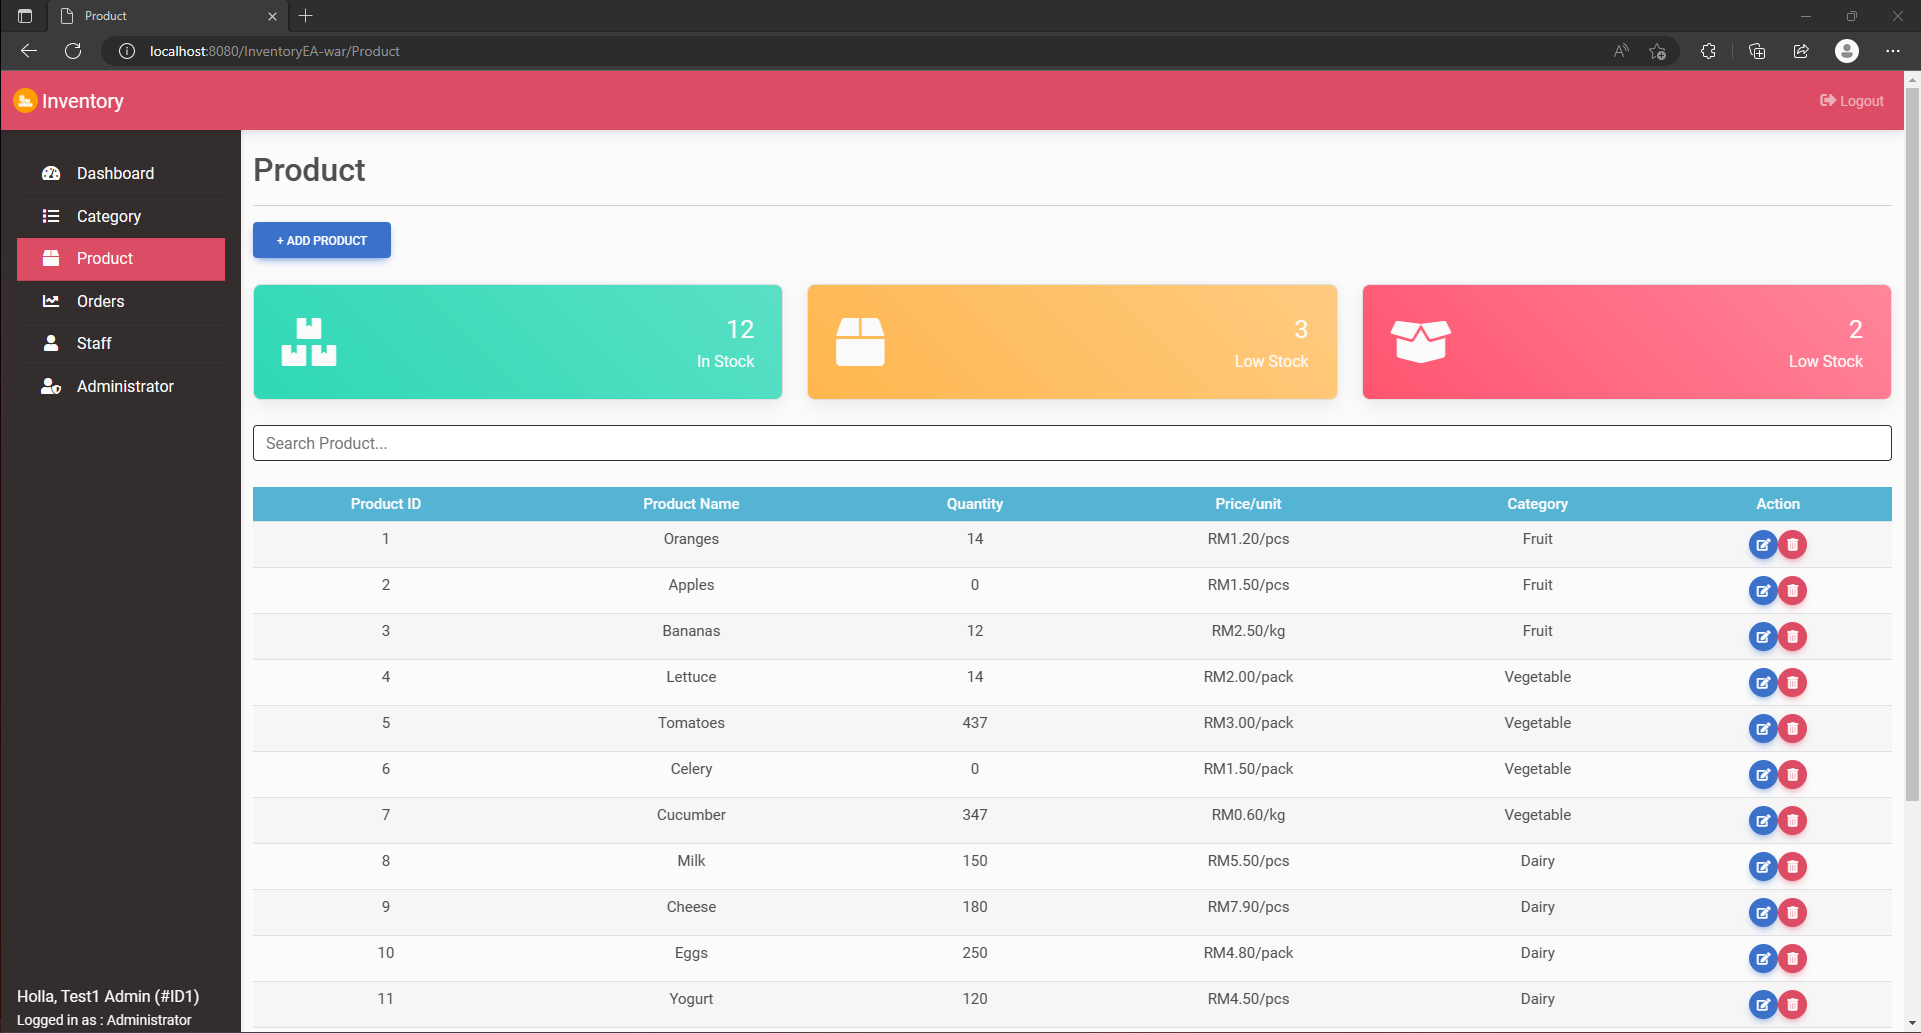 Product
localhost:8080/InventoryEA-war/Product
Inventory
Logout
Dashboard
Category
Product
Orders
Staff
Administrator
Holla, Test1 Admin (#ID1)
Logged in as : Administrator
Product
+ ADD PRODUCT
12
In Stock
3
Low Stock
2
Low Stock
Search Product...
Product ID Product Name Quantity Price/unit Category Action
1 Oranges 14 RM1.20/pcs Fruit
2 Apples 0 RM1.50/pcs Fruit
3 Bananas 12 RM2.50/kg Fruit
4 Lettuce 14 RM2.00/pack Vegetable
5 Tomatoes 437 RM3.00/pack Vegetable
6 Celery 0 RM1.50/pack Vegetable
7 Cucumber 347 RM0.60/kg Vegetable
8 Milk 150 RM5.50/pcs Dairy
9 Cheese 180 RM7.90/pcs Dairy
10 Eggs 250 RM4.80/pack Dairy
11 Yogurt 120 RM4.50/pcs Dairy